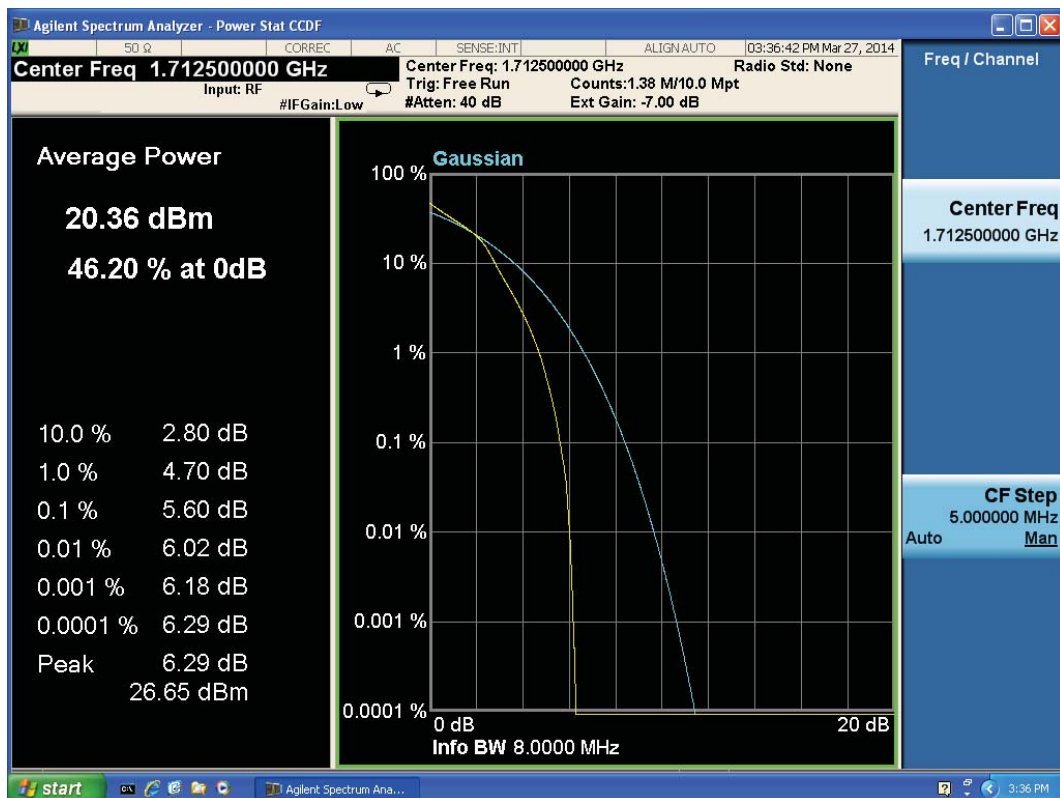 Agilent Spectrum Analyzer - Power Stat CCDF
LXI 50 Ω CORREC AC SENSE:INT ALIGN AUTO 03:36:42 PM Mar 27, 2014
Center Freq 1.712500000 GHz
Input: RF
#IFGain:Low
Center Freq: 1.712500000 GHz Radio Std: None
Trig: Free Run Counts:1.38 M/10.0 Mpt
#Atten: 40 dB Ext Gain: -7.00 dB
Average Power
20.36 dBm
46.20 % at 0dB
10.0 % 2.80 dB
1.0 % 4.70 dB
0.1 % 5.60 dB
0.01 % 6.02 dB
0.001 % 6.18 dB
0.0001 % 6.29 dB
Peak 6.29 dB
26.65 dBm
Gaussian
100 %
10 %
1 %
0.1 %
0.01 %
0.001 %
0.0001 %
0 dB 20 dB
Info BW 8.0000 MHz
Freq / Channel
Center Freq
1.712500000 GHz
CF Step
5.000000 MHz
Auto Man
start Agilent Spectrum Ana... 3:36 PM